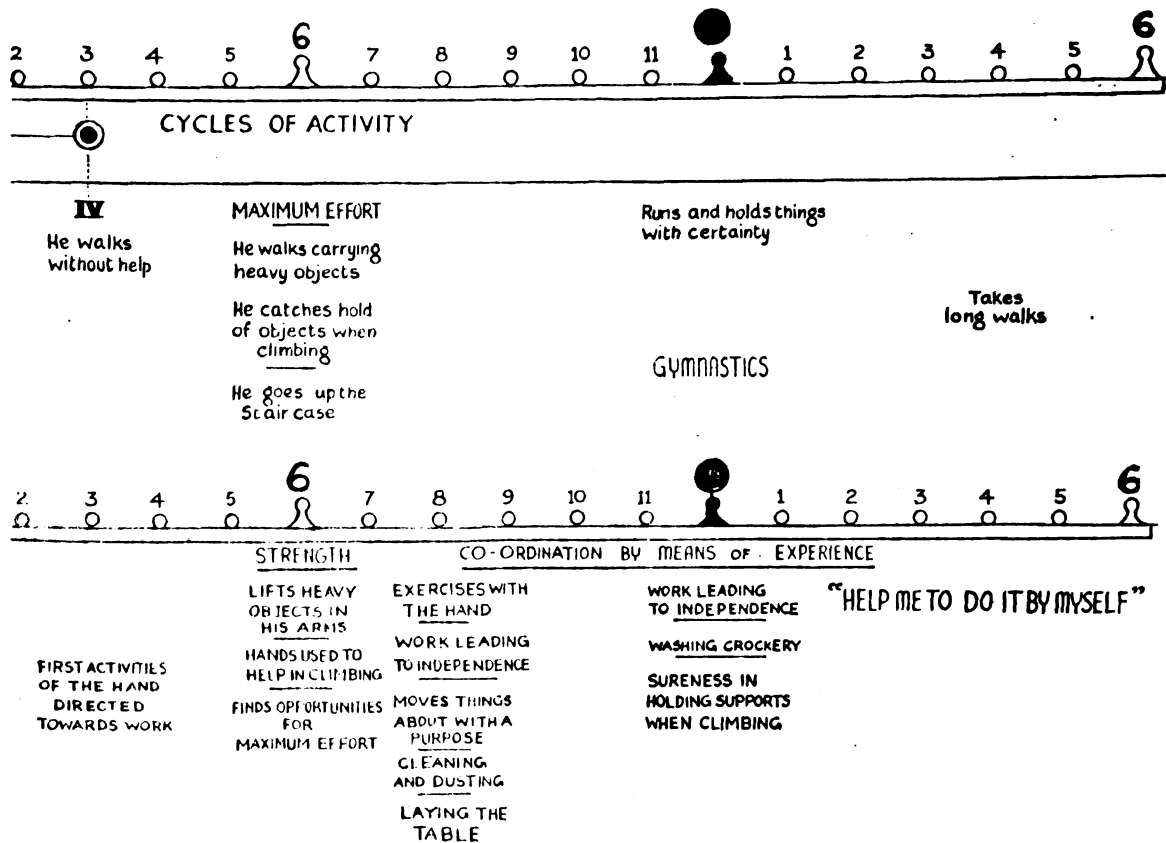 2 3 4 5 6 7 8 9 10 11 1 2 3 4 5 6
CYCLES OF ACTIVITY
IV
He walks
without help
MAXIMUM EFFORT
He walks carrying
heavy objects
He catches hold
of objects when
climbing
He goes up the
Staircase
Runs and holds things
with certainty
GYMNASTICS
Takes
long walks
2 3 4 5 6 7 8 9 10 11 1 2 3 4 5 6
STRENGTH
CO-ORDINATION BY MEANS OF EXPERIENCE
FIRST ACTIVITIES
OF THE HAND
DIRECTED
TOWARDS WORK
LIFTS HEAVY
OBJECTS IN
HIS ARMS
HANDS USED TO
HELP IN CLIMBING
FINDS OPPORTUNITIES
FOR
MAXIMUM EFFORT
EXERCISES WITH
THE HAND
WORK LEADING
TO INDEPENDENCE
MOVES THINGS
ABOUT WITH A
PURPOSE
CLEANING
AND DUSTING
LAYING THE
TABLE
WORK LEADING
TO INDEPENDENCE
WASHING CROCKERY
SURENESS IN
HOLDING SUPPORTS
WHEN CLIMBING
"HELP ME TO DO IT BY MYSELF"